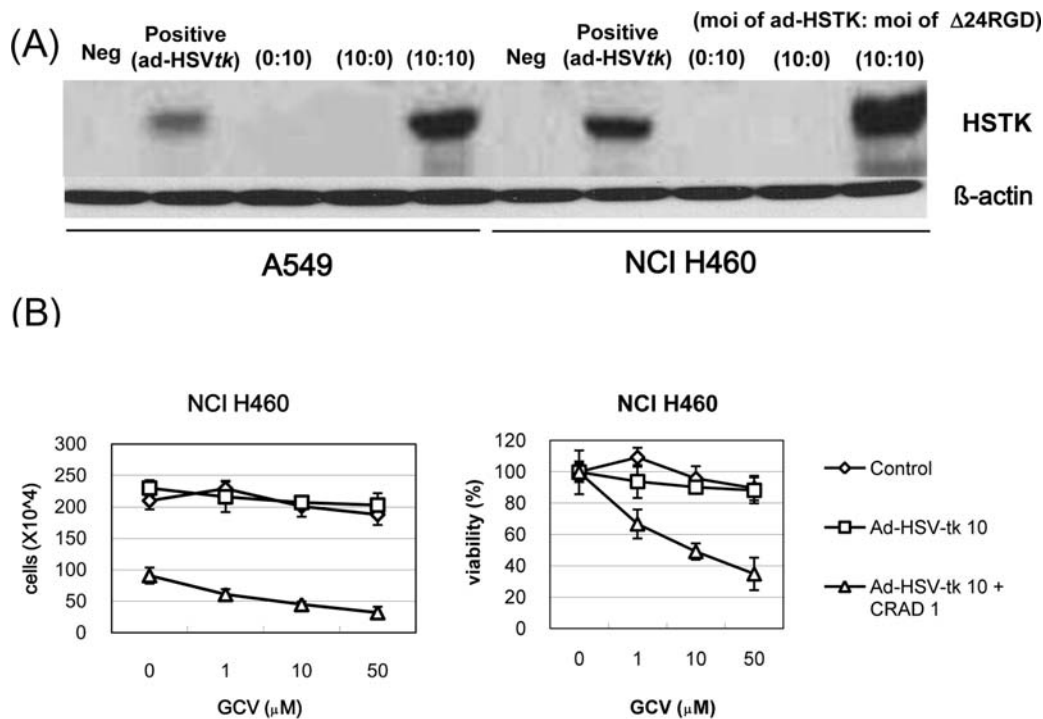 (A)
(moi of ad-HSTK: moi of Δ24RGD)
Neg Positive (ad-HSVtk) (0:10) (10:0) (10:10) Neg Positive (ad-HSVtk) (0:10) (10:0) (10:10)
HSTK
ß-actin
A549 NCI H460
(B)
NCI H460
cells (X10^4)
300
250
200
150
100
50
0
0 1 10 50
GCV (μM)
NCI H460
viability (%)
120
100
80
60
40
20
0
0 1 10 50
GCV (μM)
Control
Ad-HSV-tk 10
Ad-HSV-tk 10 +
CRAD 1